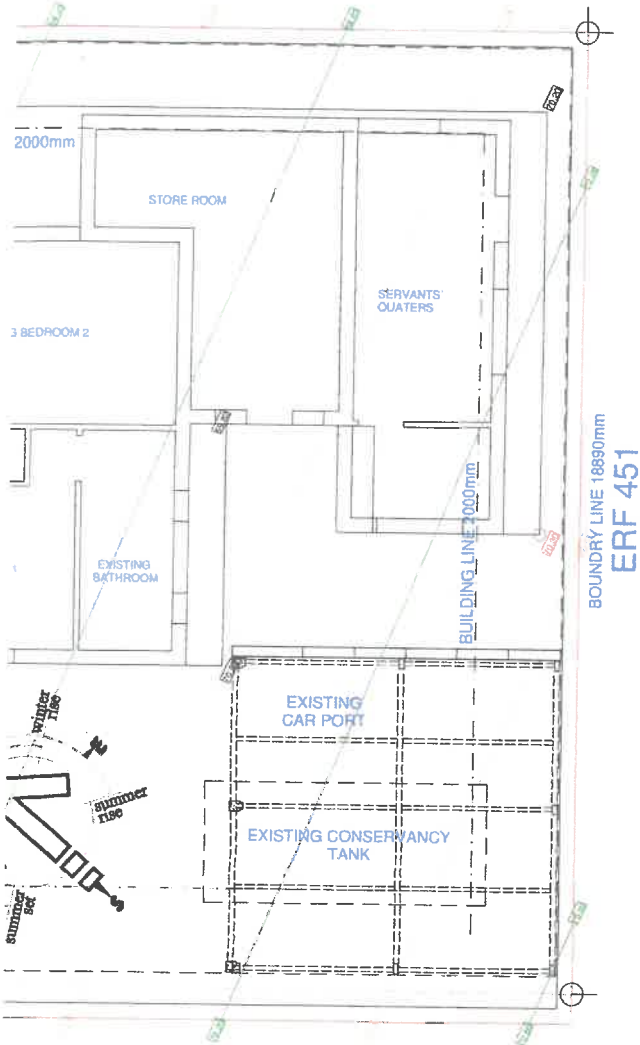 2000mm
STORE ROOM
SERVANTS'
QUATERS
BEDROOM 2
BUILDING LINE 2000mm
BOUNDRY LINE 18890mm
ERF 451
EXISTING
BATHROOM
EXISTING
CAR PORT
EXISTING CONSERVANCY
TANK
winter
rise
E
summer
rise
S
summer
set